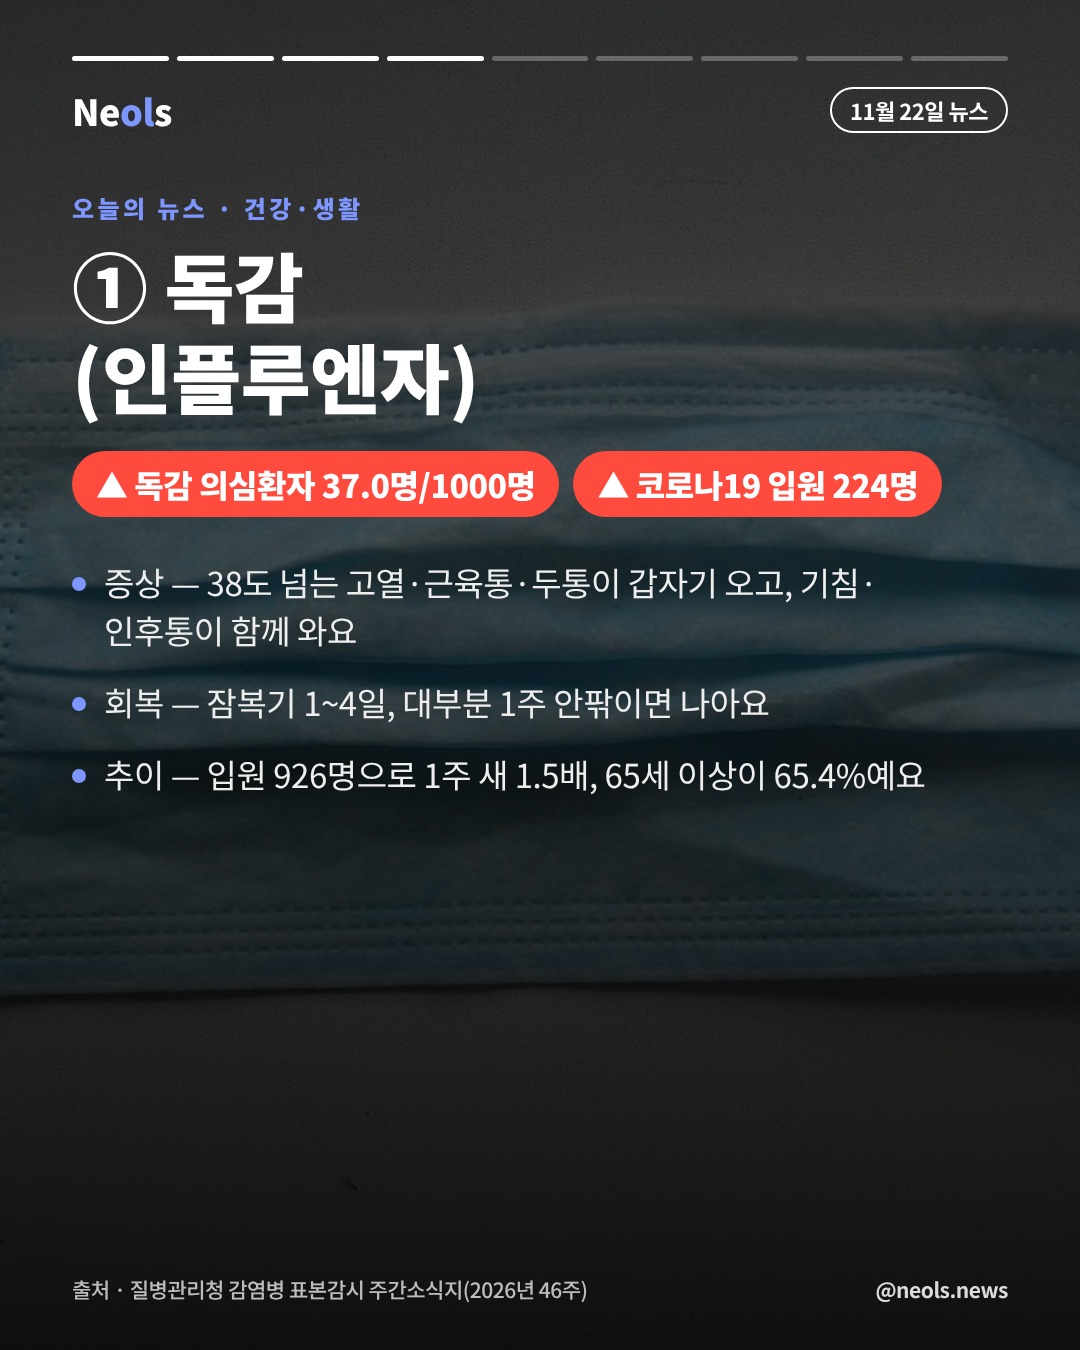 Neols
11월 22일 뉴스
오늘의 뉴스 · 건강·생활
① 독감
(인플루엔자)
▲ 독감 의심환자 37.0명/1000명
▲ 코로나19 입원 224명
증상 — 38도 넘는 고열·근육통·두통이 갑자기 오고, 기침·
인후통이 함께 와요
회복 — 잠복기 1~4일, 대부분 1주 안팎이면 나아요
추이 — 입원 926명으로 1주 새 1.5배, 65세 이상이 65.4%예요
출처 · 질병관리청 감염병 표본감시 주간소식지(2026년 46주)
@neols.news